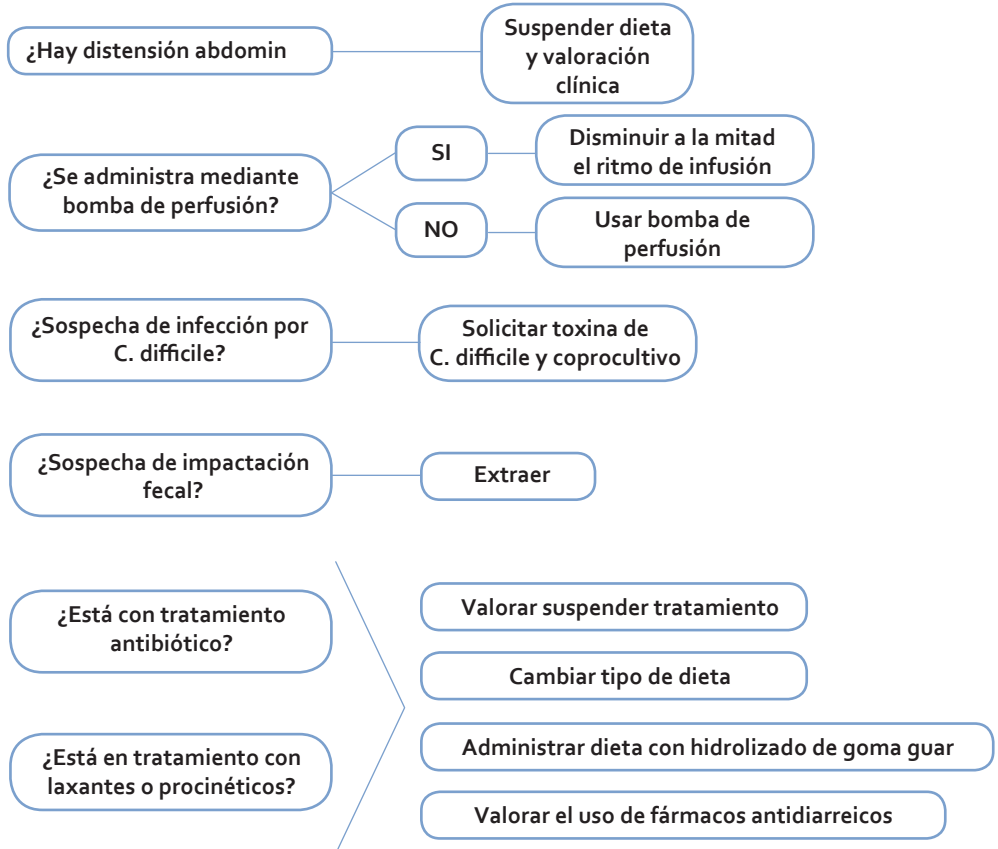 ¿Hay distensión abdomin
Suspender dieta
y valoración
clínica
¿Se administra mediante
bomba de perfusión?
SI
Disminuir a la mitad
el ritmo de infusión
NO
Usar bomba de
perfusión
¿Sospecha de infección por
C. difficile?
Solicitar toxina de
C. difficile y coprocultivo
¿Sospecha de impactación
fecal?
Extraer
¿Está con tratamiento
antibiótico?
¿Está en tratamiento con
laxantes o procinéticos?
Valorar suspender tratamiento
Cambiar tipo de dieta
Administrar dieta con hidrolizado de goma guar
Valorar el uso de fármacos antidiarreicos